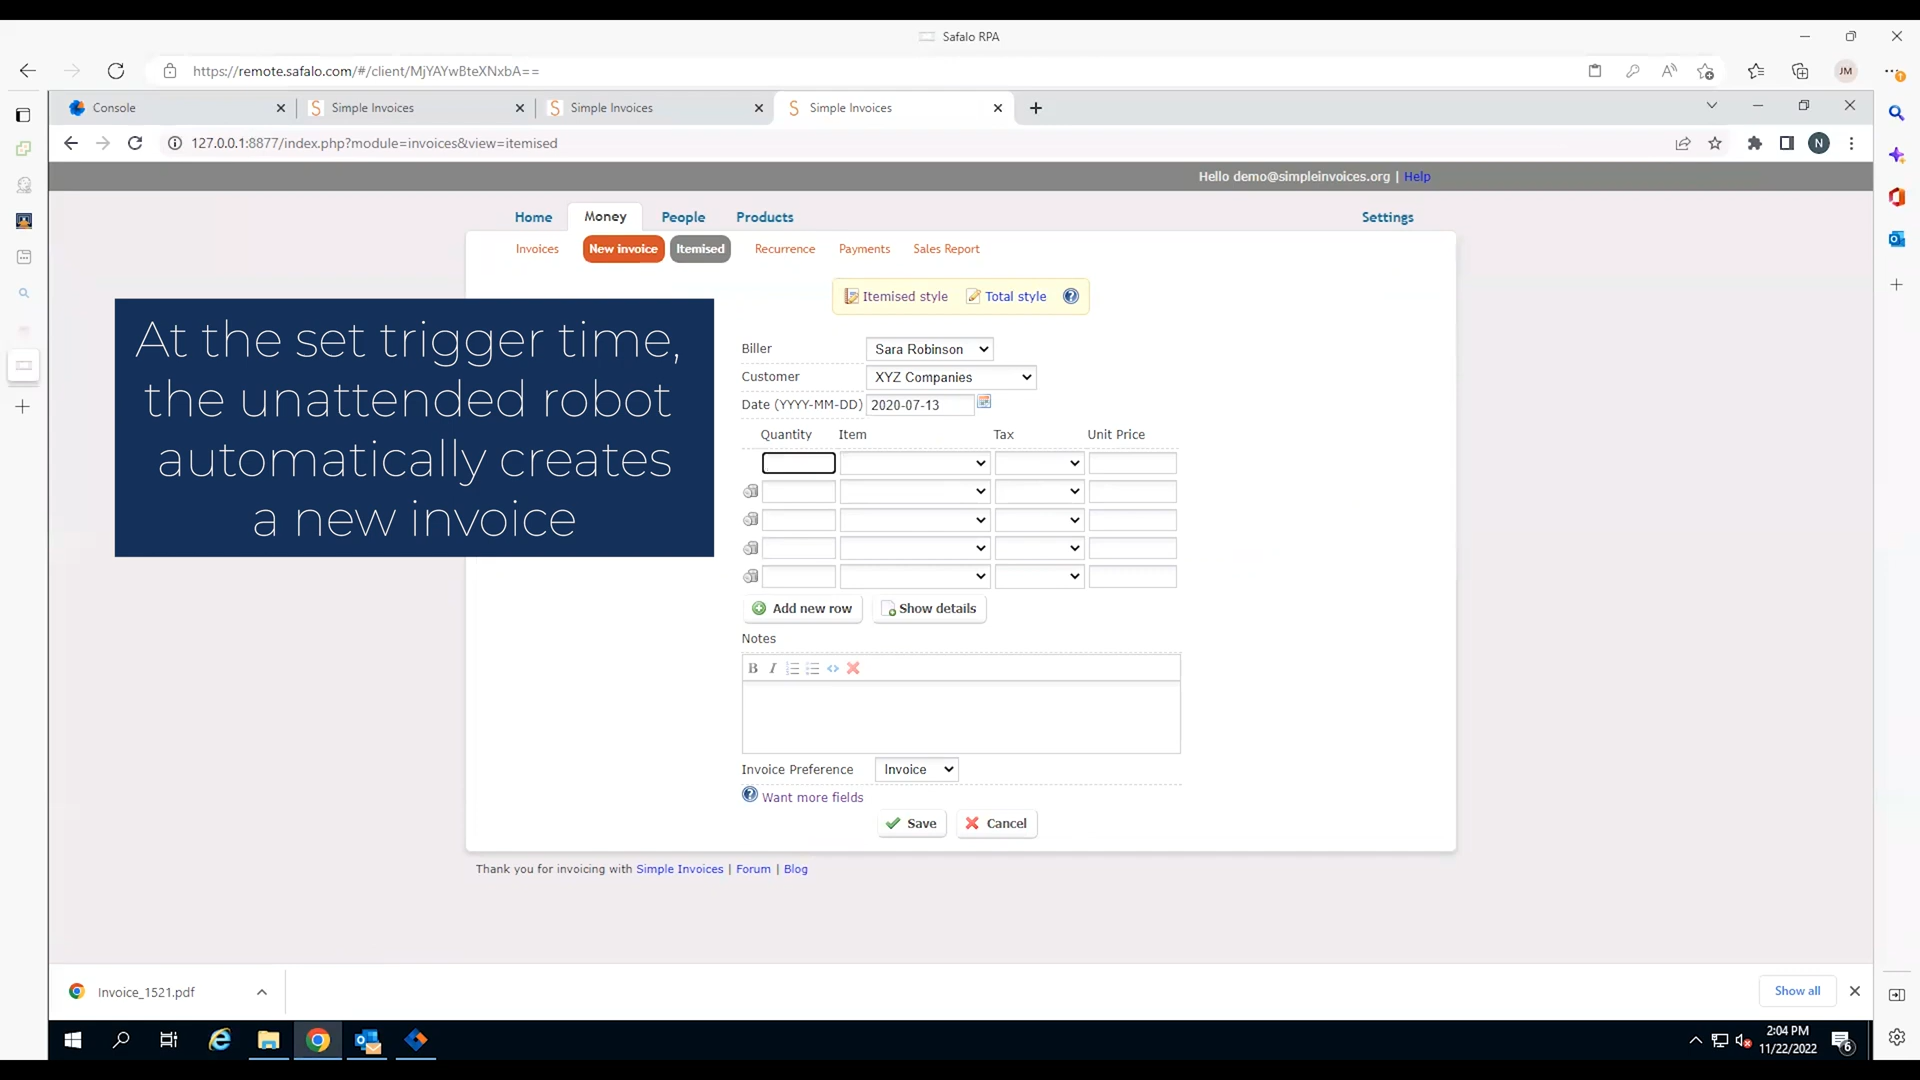 Safalo RPA
https://remote.safalo.com/#/client/MjYAYwBteXNxbA==
JM
Console
Simple Invoices
Simple Invoices
Simple Invoices
127.0.0.1:8877/index.php?module=invoices&view=itemised
N
Hello demo@simpleinvoices.org | Help
Home Money People Products Settings
Invoices New invoice Itemised Recurrence Payments Sales Report
Itemised style Total style
At the set trigger time,
the unattended robot
automatically creates
a new invoice
Biller Sara Robinson
Customer XYZ Companies
Date (YYYY-MM-DD) 2020-07-13
Quantity Item Tax Unit Price
Add new row Show details
Notes
B I
Invoice Preference Invoice
Want more fields
Save Cancel
Thank you for invoicing with Simple Invoices | Forum | Blog
Invoice_1521.pdf
Show all
2:04 PM
11/22/2022
6